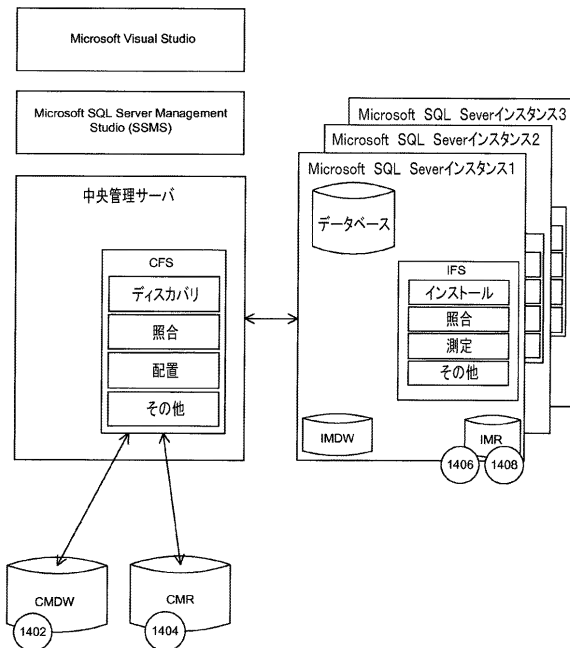 Microsoft Visual Studio
Microsoft SQL Server Management
Studio (SSMS)
中央管理サーバ
CFS
ディスカバリ
照合
配置
その他
CMDW
CMR
1402
1404
Microsoft SQL Severインスタンス3
Microsoft SQL Severインスタンス2
Microsoft SQL Severインスタンス1
データベース
IFS
インストール
照合
測定
その他
IMDW
IMR
1406
1408